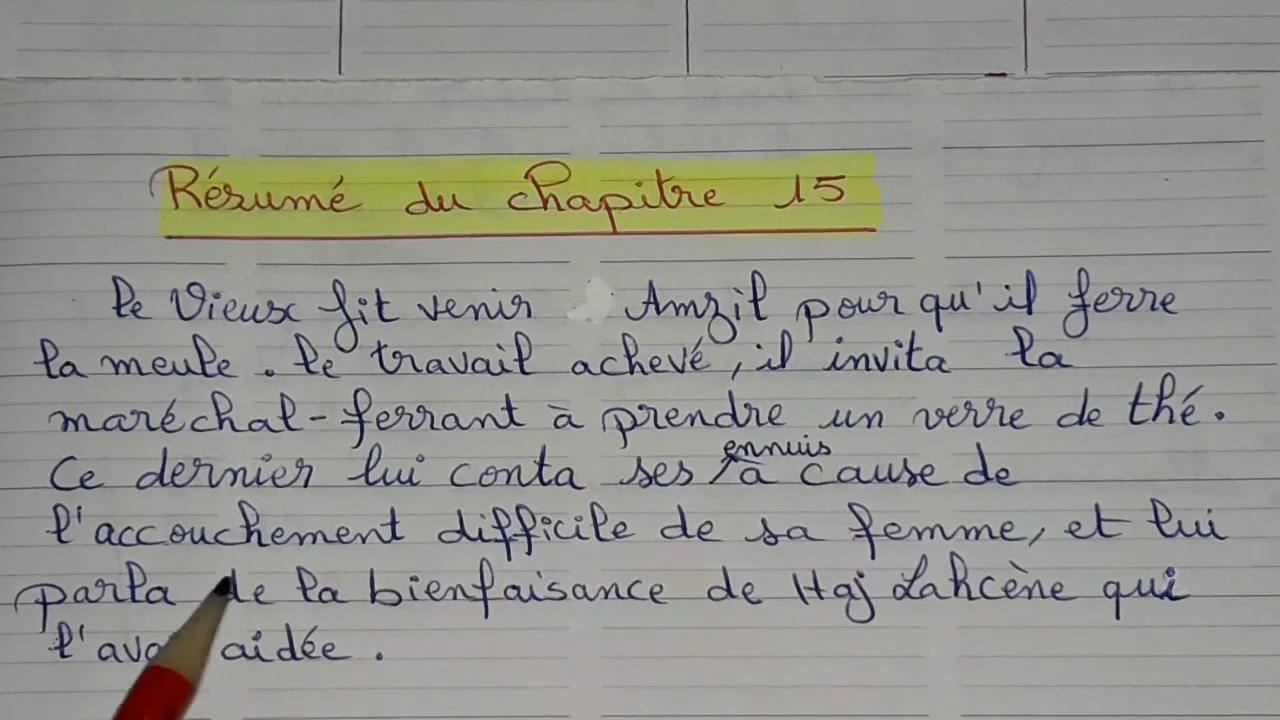 Résumé du chapitre 15
Le Vieux fit venir Amzil pour qu'il ferre
la meule. Le travail achevé, il invita la
maréchal-ferrant à prendre un verre de thé.
Ce dernier lui conta ses ennuis à cause de
l'accouchement difficile de sa femme, et lui
parla de la bienfaisance de Haj Lahcène qui
aidée.